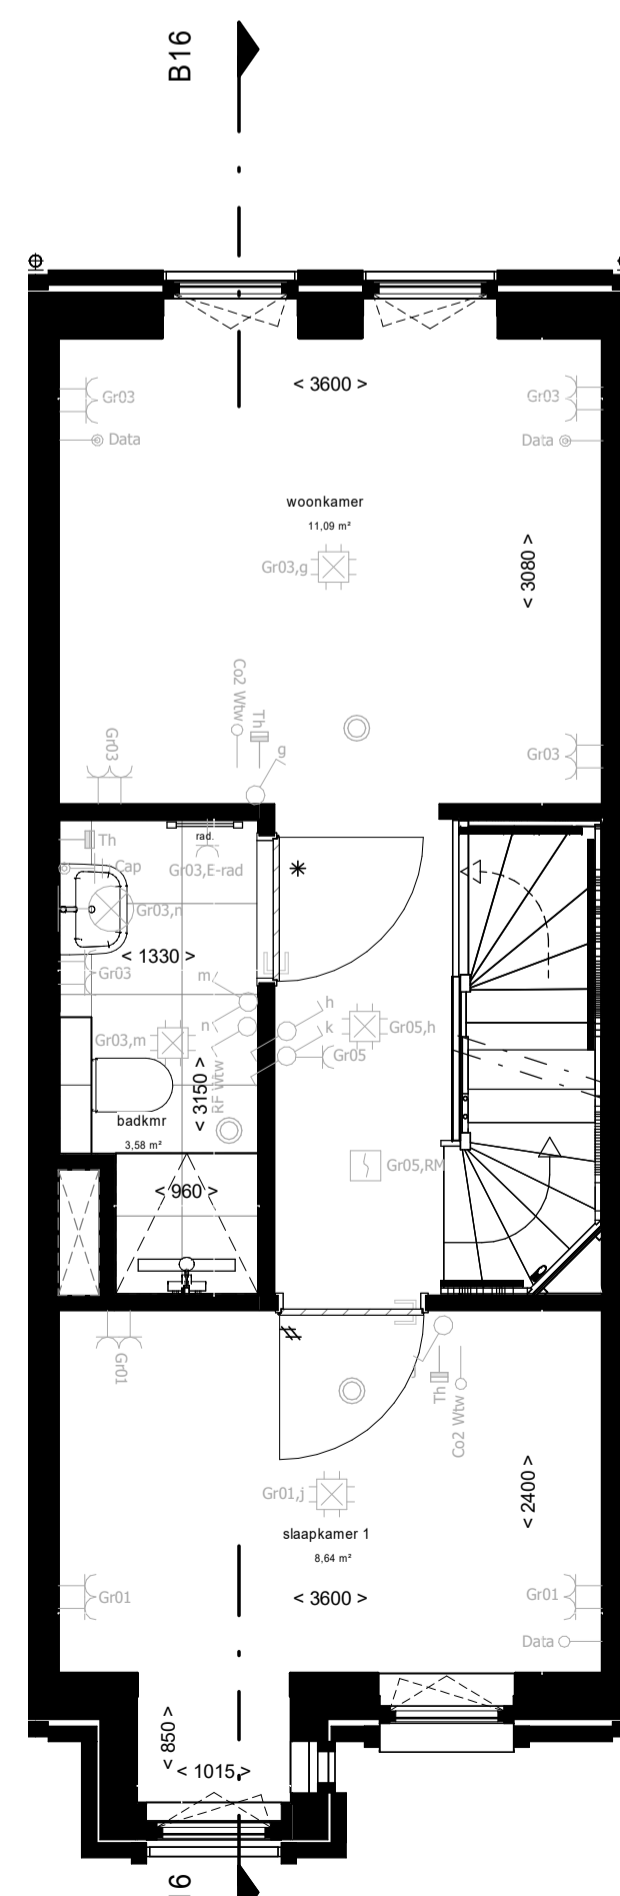 B16
< 3600 >
Gr03
Gr03
Data
Data
woonkamer
11,09 m²
< 3080 >
Gr03,g
Co2 Wtw
Th
g
Gr03
Gr03
rad.
Th
Cap
Gr03,E-rad
Gr03,n
< 1330 >
Gr03
m
n
h
k
Gr05,h
Gr03,m
Gr05
RF Wtw
< 3150 >
badkmr
3,58 m²
Gr05,RM
< 960 >
Gr01
j
Th
Co2 Wtw
Gr01,j
< 2400 >
slaapkamer 1
8,64 m²
Gr01
< 3600 >
Gr01
Data
< 850 >
< 1015 >